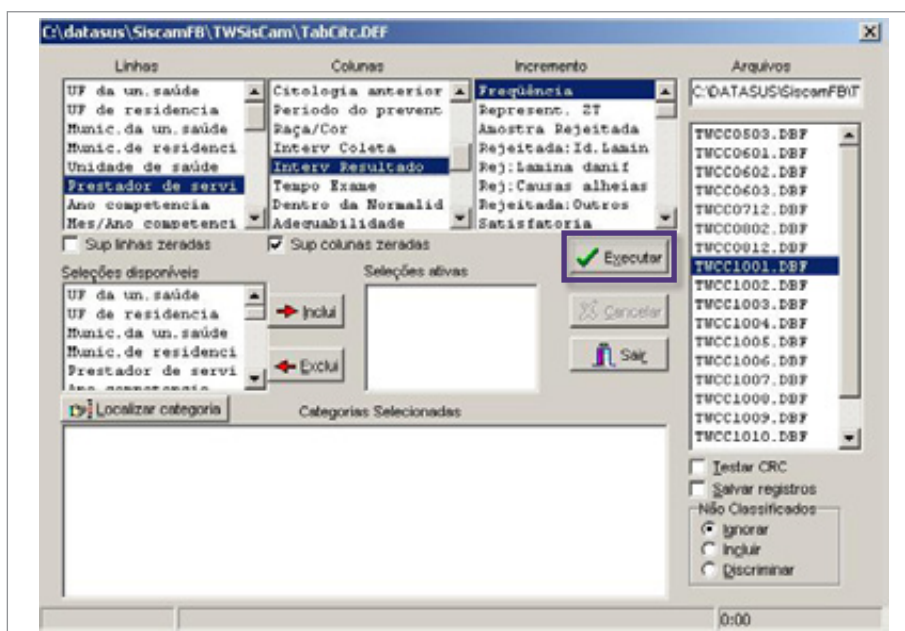 C:\datasus\SiscamFB\TWSisCam\TabCitc.DEF
Linhas
UF da un.saúde
UF de residencia
Munic.da un.saúde
Munic.de residenci
Unidade de saúde
Prestador de servi
Ano competencia
Mes/Ano competenci
Colunas
Citologia anterior
Periodo do prevent
Raça/Cor
Interv Coleta
Interv Resultado
Tempo Exame
Dentro da Normalid
Adequabilidade
Incremento
Freqüência
Represent. ZT
Amostra Rejeitada
Rejeitada:Id.Lamin
Rej:Lamina danif
Rej:Causas alheias
Rejeitada:Outros
Satisfatoria
Arquivos
C:\DATASUS\SiscamFB\T
TWCC0503.DBF
TWCC0601.DBF
TWCC0602.DBF
TWCC0603.DBF
TWCC0712.DBF
TWCC0802.DBF
TWCC0812.DBF
TWCC1001.DBF
TWCC1002.DBF
TWCC1003.DBF
TWCC1004.DBF
TWCC1005.DBF
TWCC1006.DBF
TWCC1007.DBF
TWCC1008.DBF
TWCC1009.DBF
TWCC1010.DBF
Sup linhas zeradas
Sup colunas zeradas
Executar
Seleções disponíveis
UF da un.saúde
UF de residencia
Munic.da un.saúde
Munic.de residenci
Prestador de servi
Ano competencia
Inclui
Exclui
Seleções ativas
Cancelar
Sair
Localizar categoria
Categorias Selecionadas
Testar CRC
Salvar registros
Não Classificados
Ignorar
Incluir
Discriminar
0:00